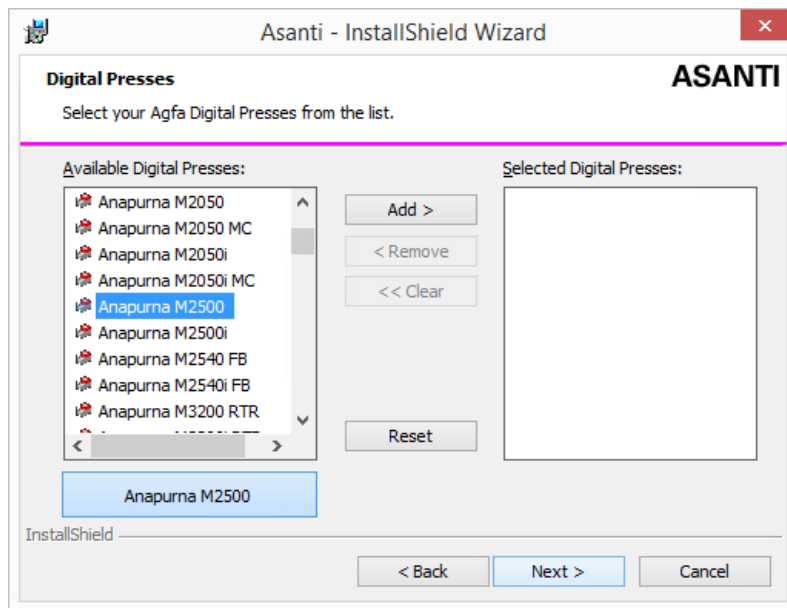 Asanti - InstallShield Wizard
Digital Presses
ASANTI
Select your Agfa Digital Presses from the list.
Available Digital Presses:
Selected Digital Presses:
Anapurna M2050
Anapurna M2050 MC
Anapurna M2050i
Anapurna M2050i MC
Anapurna M2500
Anapurna M2500i
Anapurna M2540 FB
Anapurna M2540i FB
Anapurna M3200 RTR
Add >
< Remove
<< Clear
Reset
Anapurna M2500
InstallShield
< Back
Next >
Cancel